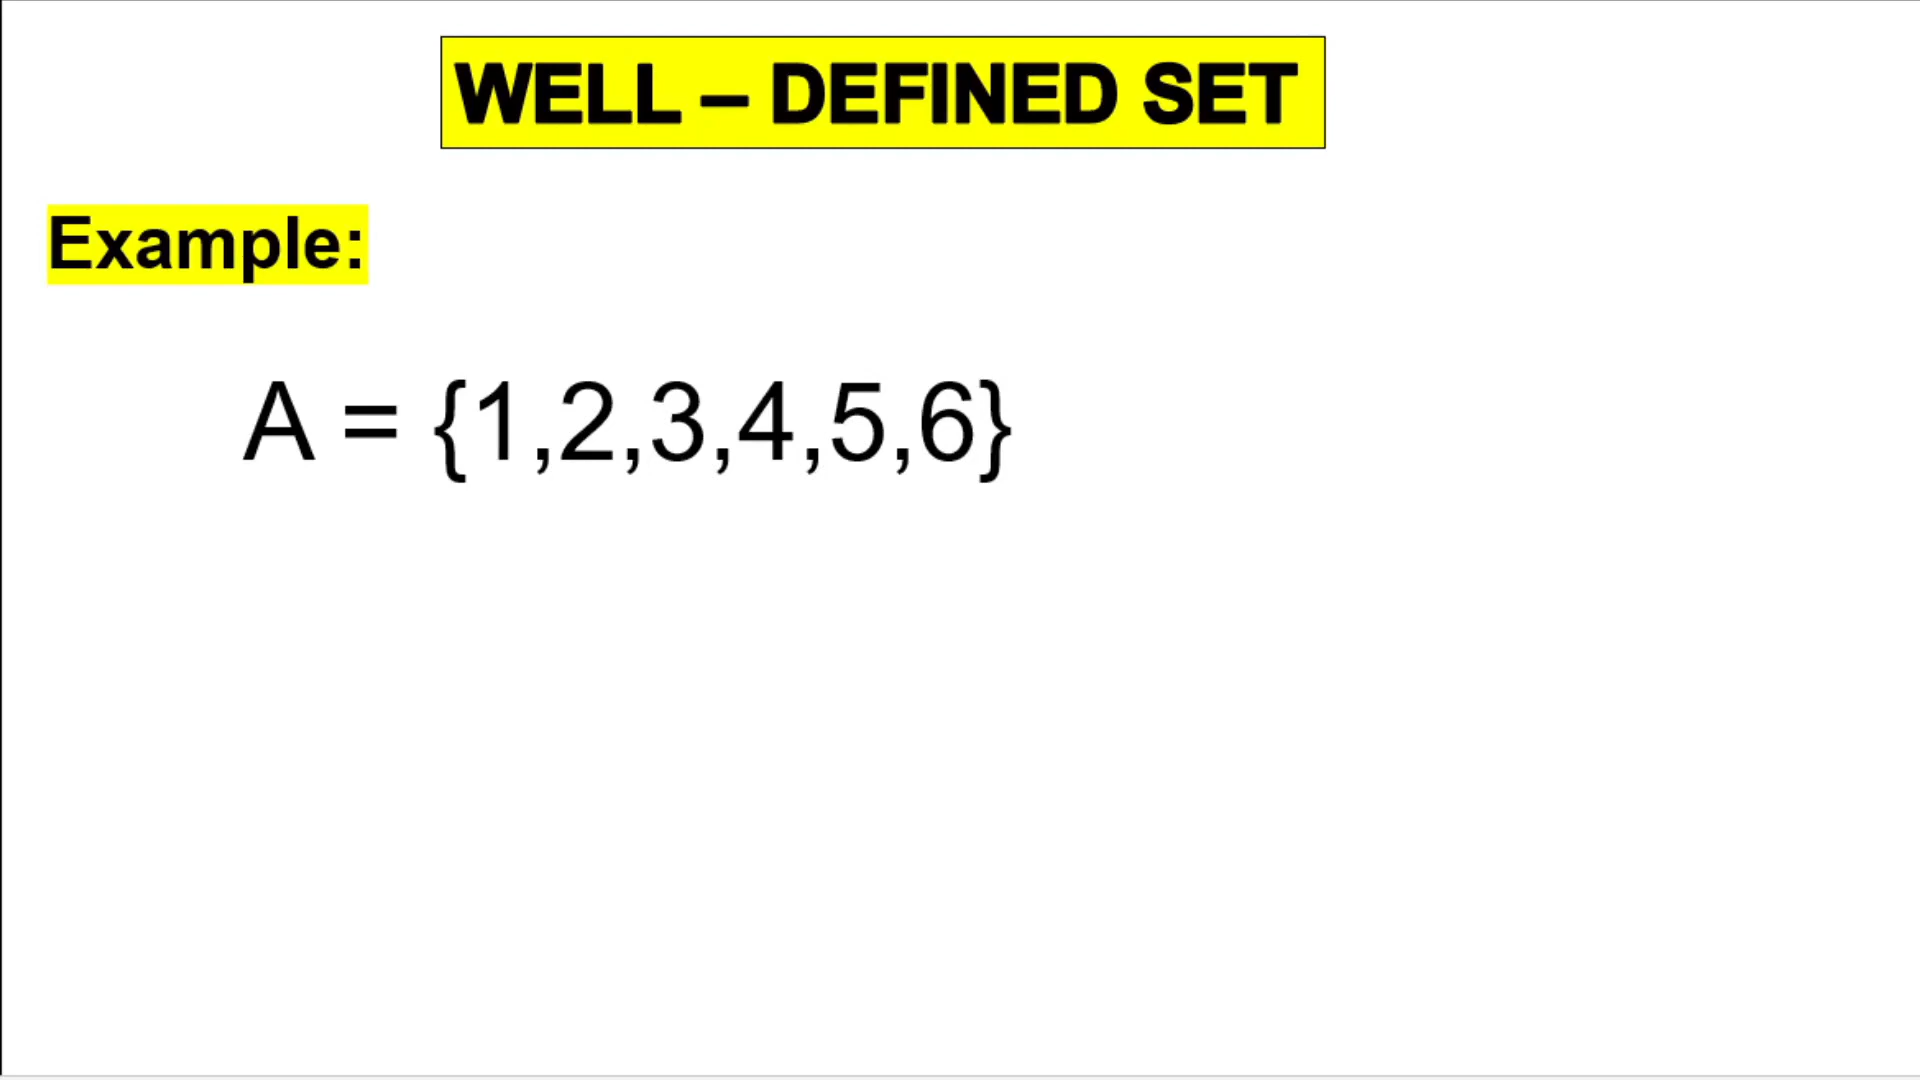 WELL – DEFINED SET
Example:
A = {1,2,3,4,5,6}